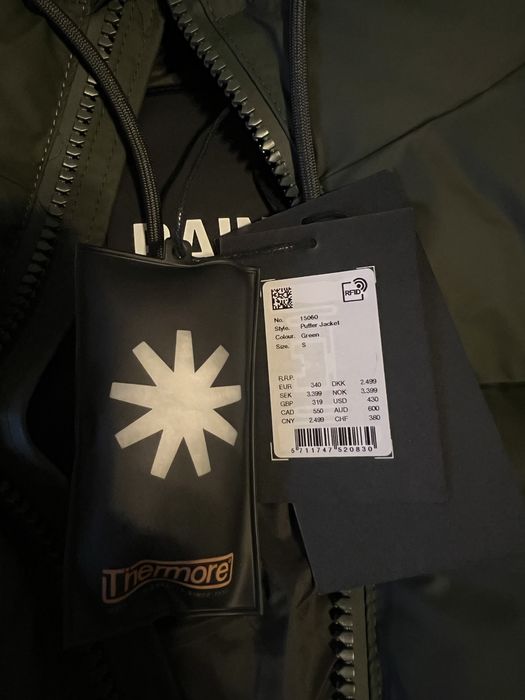 RAIN
RFID
No. 15060
Style. Puffer Jacket
Colour. Green
Size. S
R.R.P.
EUR 340 DKK 2.499
SEK 3.399 NOK 3.399
GBP 319 USD 430
CAD 550 AUD 600
CNY 2.499 CHF 380
5 711747 520830
Thermore